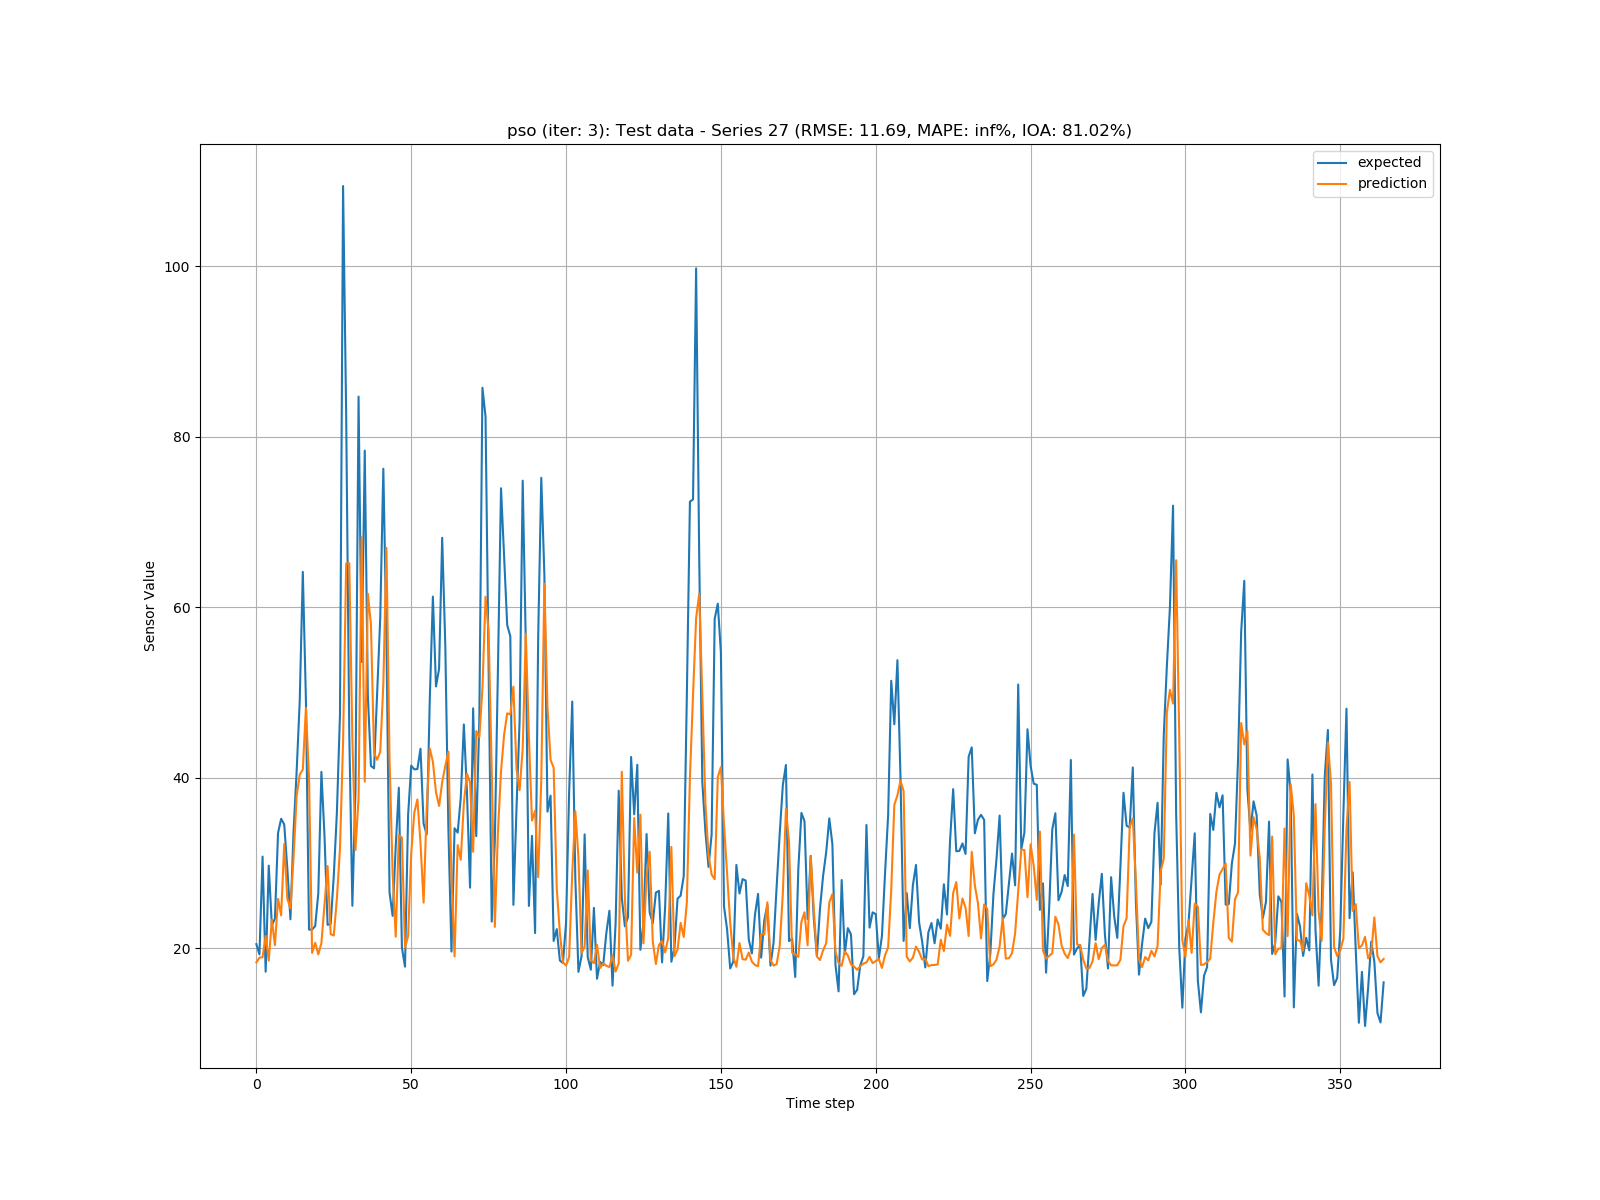 pso (iter: 3): Test data - Series 27 (RMSE: 11.69, MAPE: inf%, IOA: 81.02%)
expected
prediction
100
80
60
40
20
Sensor Value
0 50 100 150 200 250 300 350
Time step